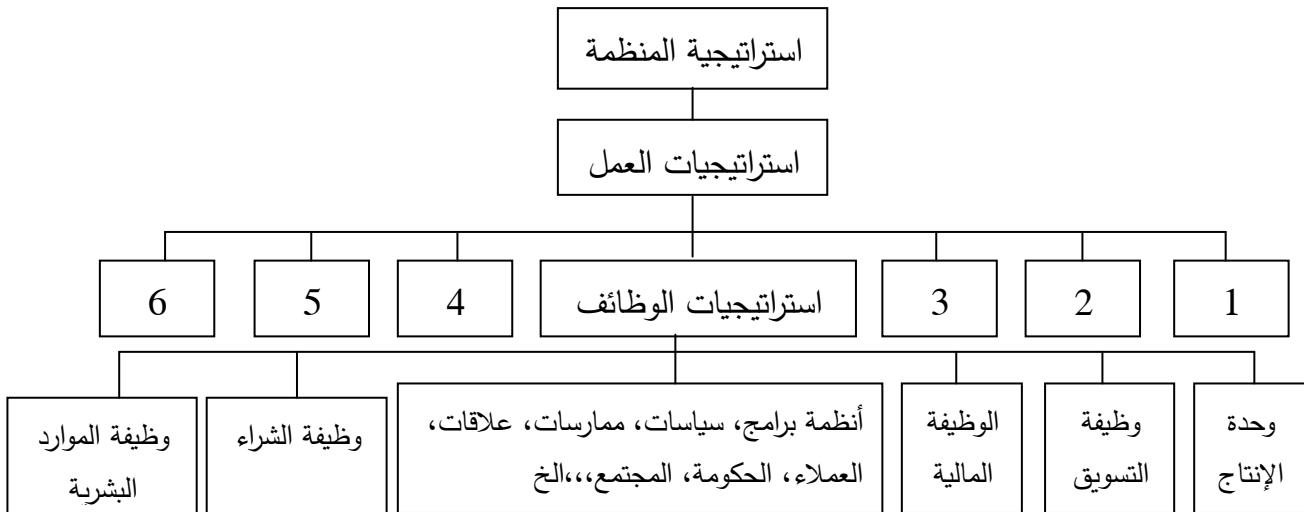 استراتيجية المنظمة
استراتيجيات العمل
1
2
3
استراتيجيات الوظائف
4
5
6
وحدة
الإنتاج
وظيفة
التسويق
الوظيفة
المالية
أنظمة برامج، سياسات، ممارسات، علاقات،
العملاء، الحكومة، المجتمع،،،الخ
وظيفة الشراء
وظيفة الموارد
البشرية